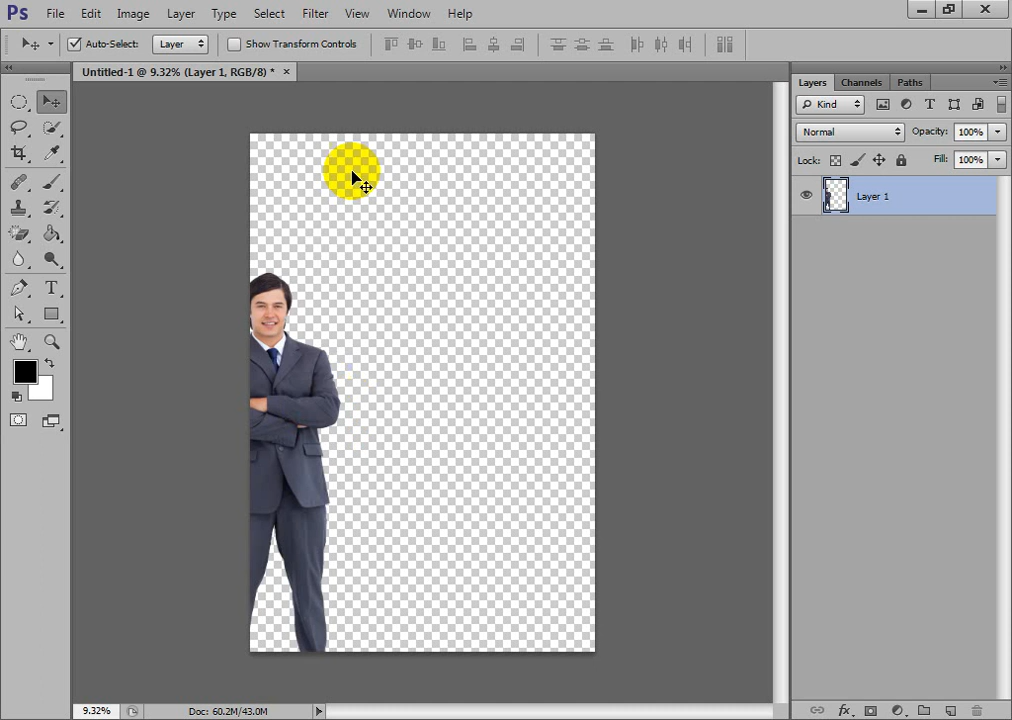 Ps File Edit Image Layer Type Select Filter View Window Help
Auto-Select: Layer Show Transform Controls
Untitled-1 @ 9.32% (Layer 1, RGB/8) * ×
Layers Channels Paths
Kind
Normal Opacity: 100%
Lock: Fill: 100%
Layer 1
9.32% Doc: 60.2M/43.0M